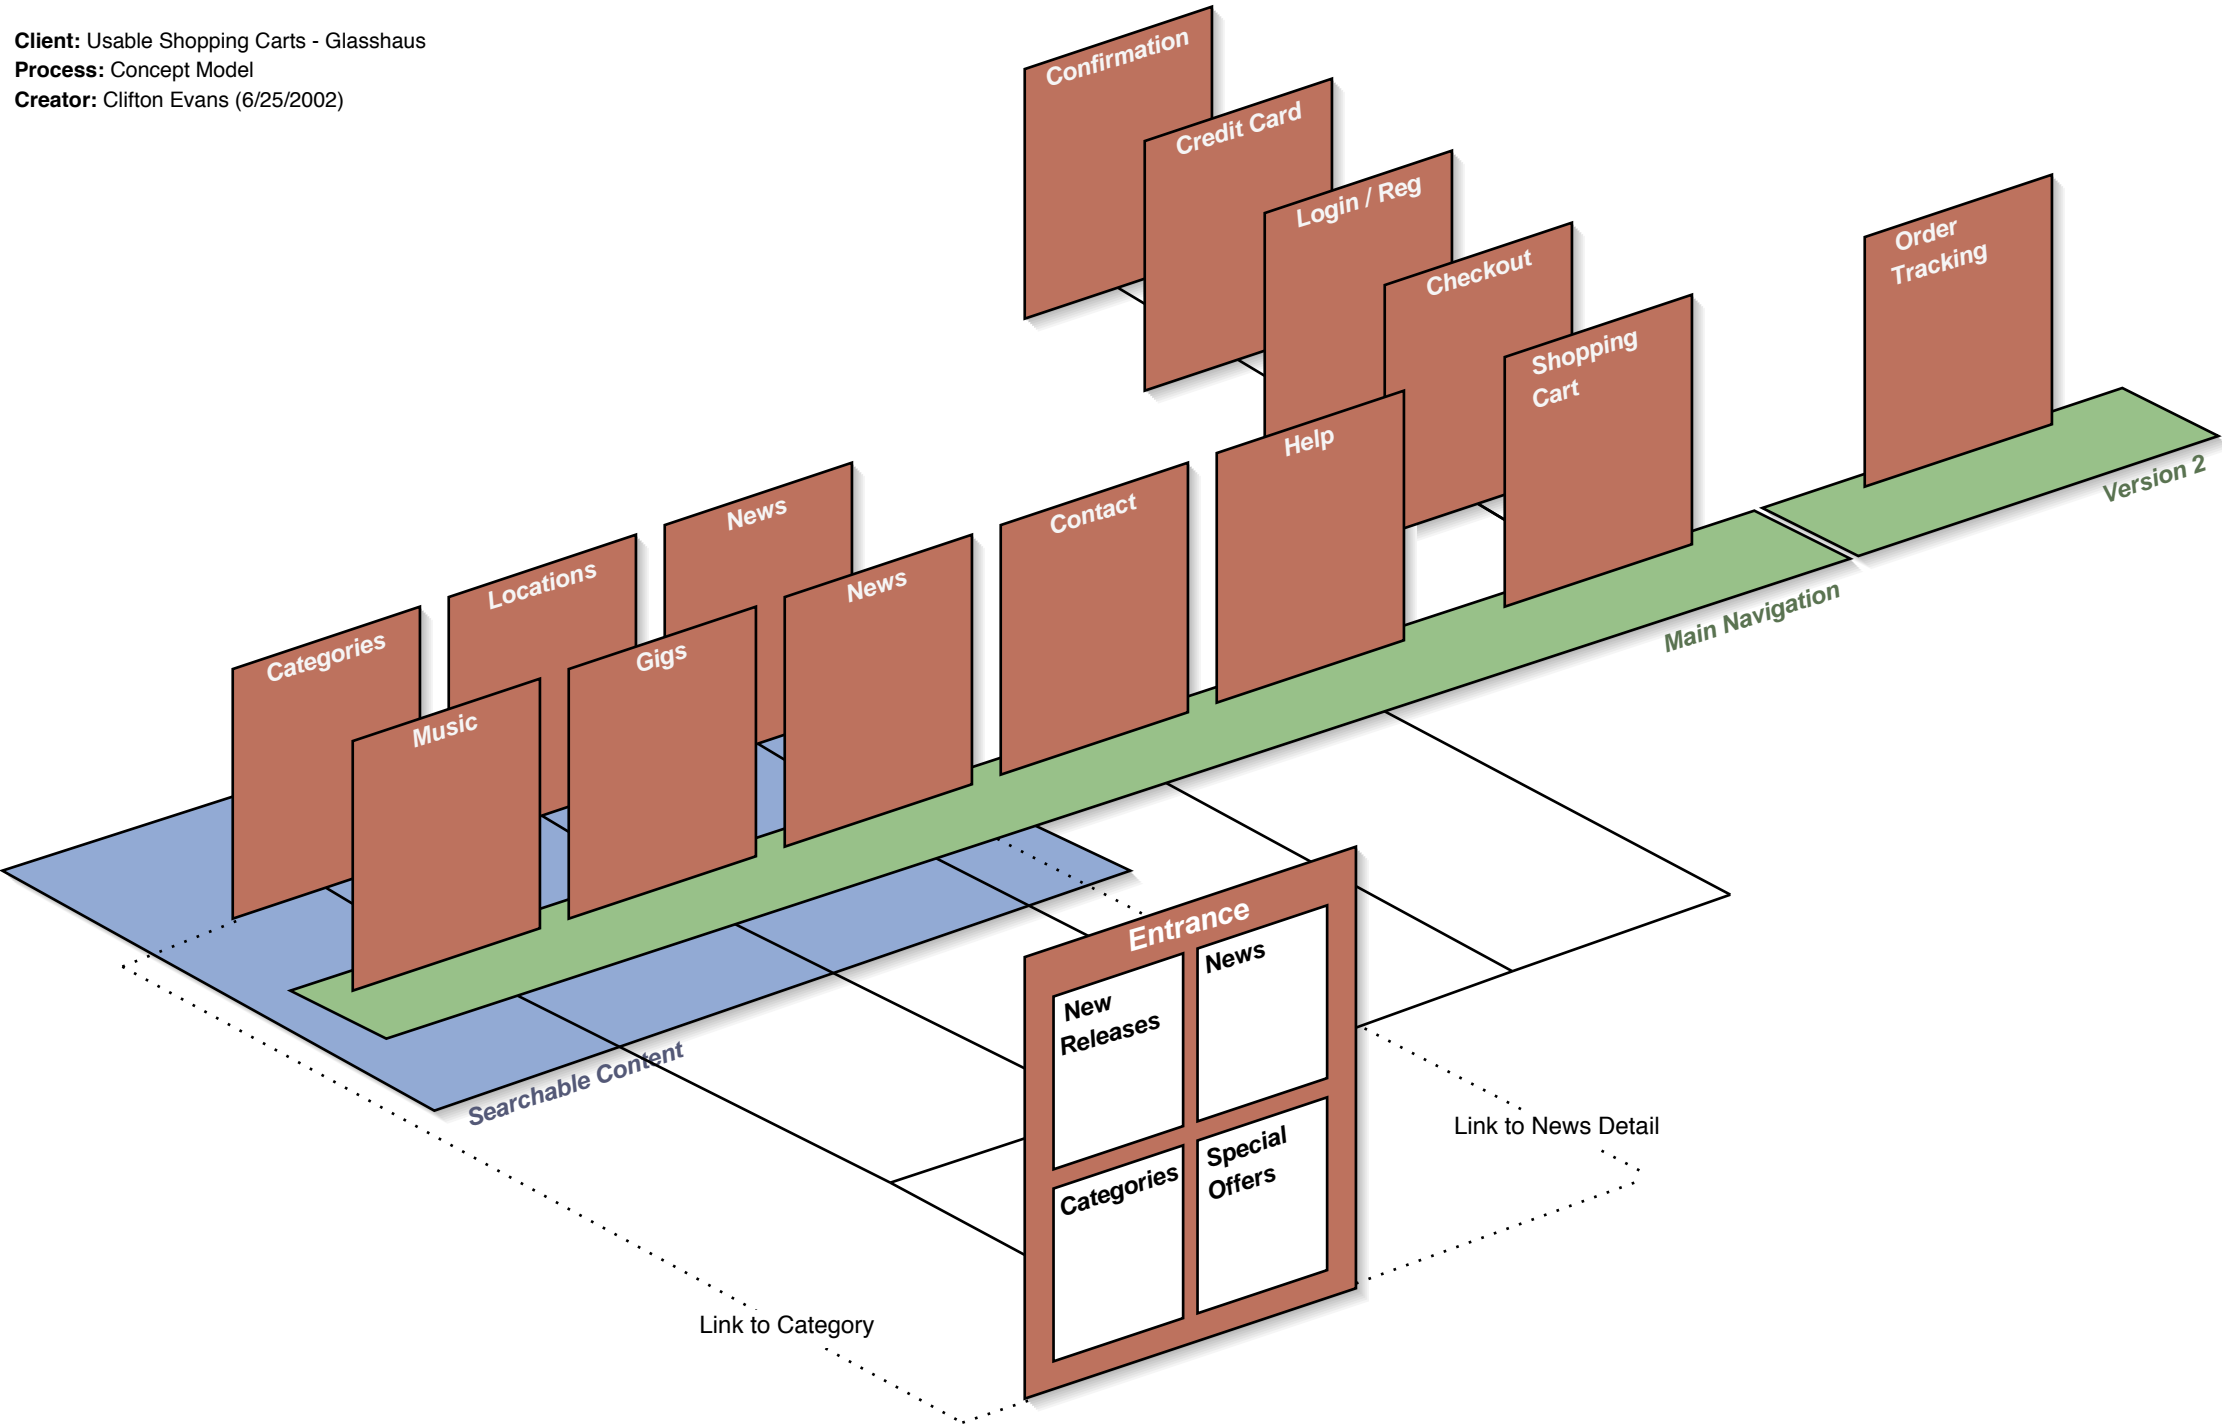 Client: Usable Shopping Carts - Glasshaus
Process: Concept Model
Creator: Clifton Evans (6/25/2002)
Confirmation
Credit Card
Login / Reg
Checkout
Shopping
Cart
Order
Tracking
Version 2
Main Navigation
Help
Contact
News
News
Locations
Gigs
Categories
Music
Searchable Content
Entrance
New
Releases
News
Categories
Special
Offers
Link to News Detail
Link to Category